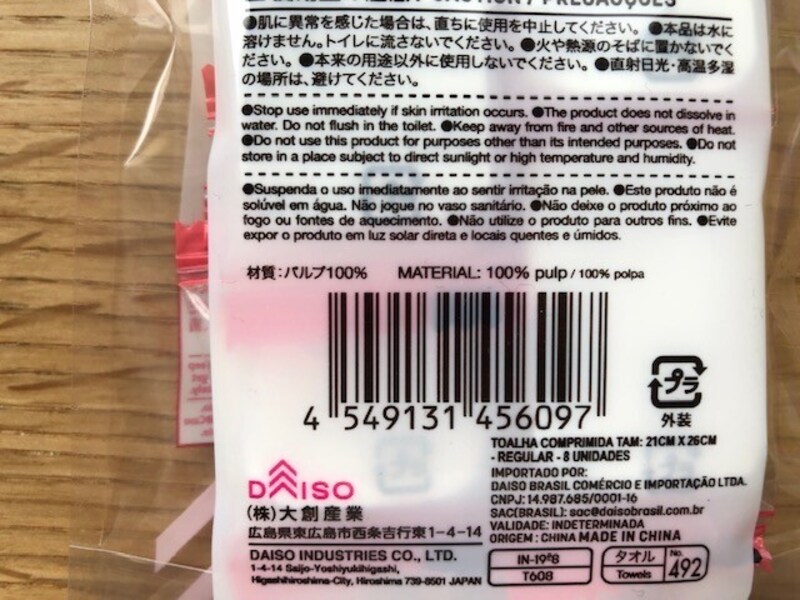 CAUTION / PRECAUÇÕES
●肌に異常を感じた場合は、直ちに使用を中止してください。●本品は水に
溶けません。トイレに流さないでください。●火や熱源のそばに置かないでく
ださい。●本来の用途以外に使用しないでください。●直射日光・高温多湿
の場所は、避けてください。
●Stop use immediately if skin irritation occurs. ●The product does not dissolve in
water. Do not flush in the toilet. ●Keep away from fire and other sources of heat.
●Do not use this product for purposes other than its intended purposes. ●Do not
store in a place subject to direct sunlight or high temperature and humidity.
●Suspenda o uso imediatamente ao sentir irritação na pele. ●Este produto não é
solúvel em água. Não jogue no vaso sanitário. ●Não deixe o produto próximo ao
fogo ou fontes de aquecimento. ●Não utilize o produto para outros fins. ●Evite
expor o produto em luz solar direta e locais quentes e úmidos.
材質：パルプ100% MATERIAL: 100% pulp / 100% polpa
4 549131 456097
プラ
外装
TOALHA COMPRIMIDA TAM: 21CM X 26CM
- REGULAR - 8 UNIDADES
IMPORTADO POR:
DAISO BRASIL COMÉRCIO E IMPORTAÇÃO LTDA.
CNPJ: 14.987.685/0001-16
SAC(BRASIL): sac@daisobrasil.com.br
VALIDADE: INDETERMINADA
ORIGEM: CHINA MADE IN CHINA
DAISO
(株)大創産業
広島県東広島市西条吉行東1-4-14
DAISO INDUSTRIES CO., LTD.
1-4-14 Saijo-Yoshiyukihigashi,
Higashihiroshima-City, Hiroshima 739-8501 JAPAN
T608
タオル
Towels
No.
492